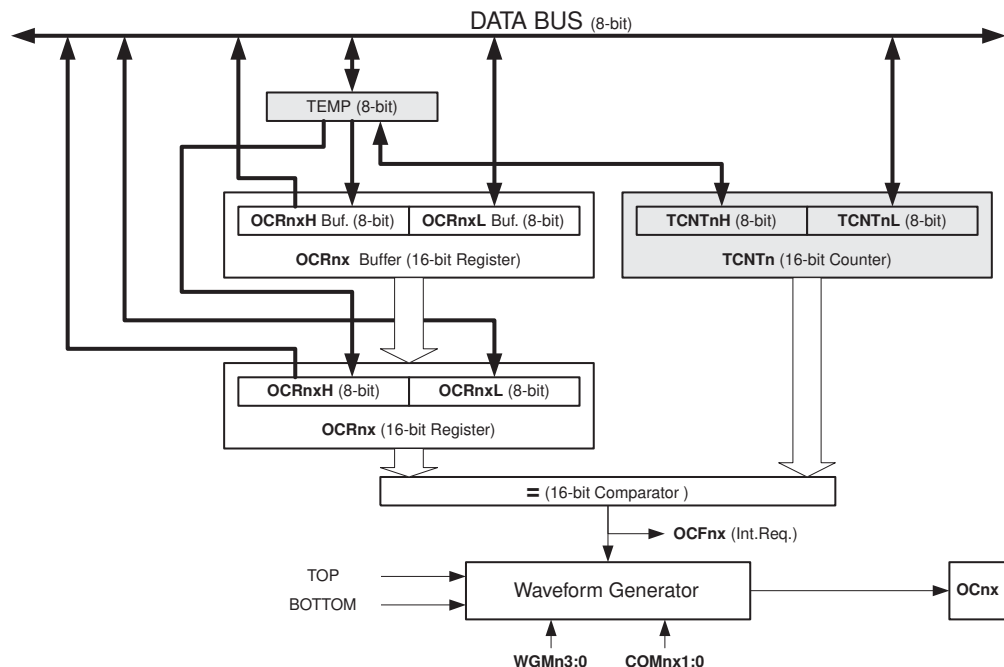 DATA BUS (8-bit)
TEMP (8-bit)
OCRnxH Buf. (8-bit) OCRnxL Buf. (8-bit)
OCRnx Buffer (16-bit Register)
TCNTnH (8-bit) TCNTnL (8-bit)
TCNTn (16-bit Counter)
OCRnxH (8-bit) OCRnxL (8-bit)
OCRnx (16-bit Register)
= (16-bit Comparator )
OCFnx (Int.Req.)
TOP
BOTTOM
Waveform Generator
OCnx
WGMn3:0 COMnx1:0